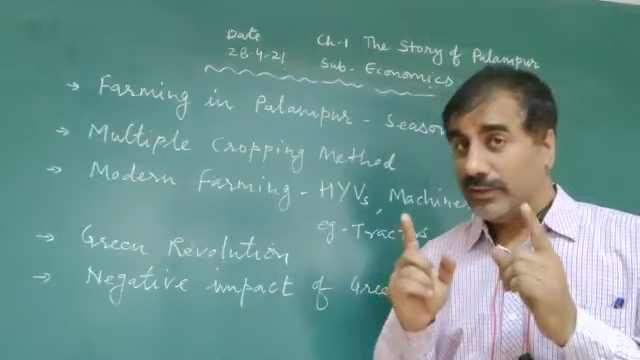 Date Ch-1 The Story of Palampur
28-4-21 Sub- Economics
→ Farming in Palampur - Season
→ Multiple Cropping Method
→ Modern Farming - HYVs, Machine
eg - Tractors
→ Green Revolution
→ Negative impact of Gree